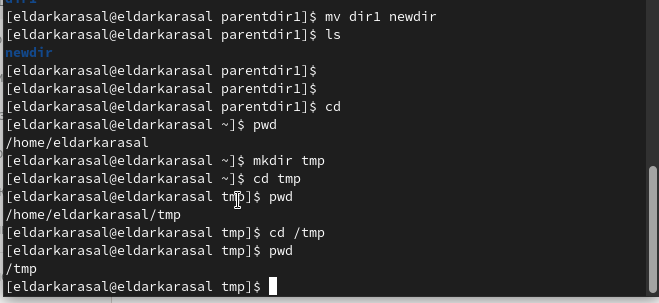 dir1
[eldarkarasal@eldarkarasal parentdir1]$ mv dir1 newdir
[eldarkarasal@eldarkarasal parentdir1]$ ls
newdir
[eldarkarasal@eldarkarasal parentdir1]$
[eldarkarasal@eldarkarasal parentdir1]$
[eldarkarasal@eldarkarasal parentdir1]$ cd
[eldarkarasal@eldarkarasal ~]$ pwd
/home/eldarkarasal
[eldarkarasal@eldarkarasal ~]$ mkdir tmp
[eldarkarasal@eldarkarasal ~]$ cd tmp
[eldarkarasal@eldarkarasal tmp]$ pwd
/home/eldarkarasal/tmp
[eldarkarasal@eldarkarasal tmp]$ cd /tmp
[eldarkarasal@eldarkarasal tmp]$ pwd
/tmp
[eldarkarasal@eldarkarasal tmp]$